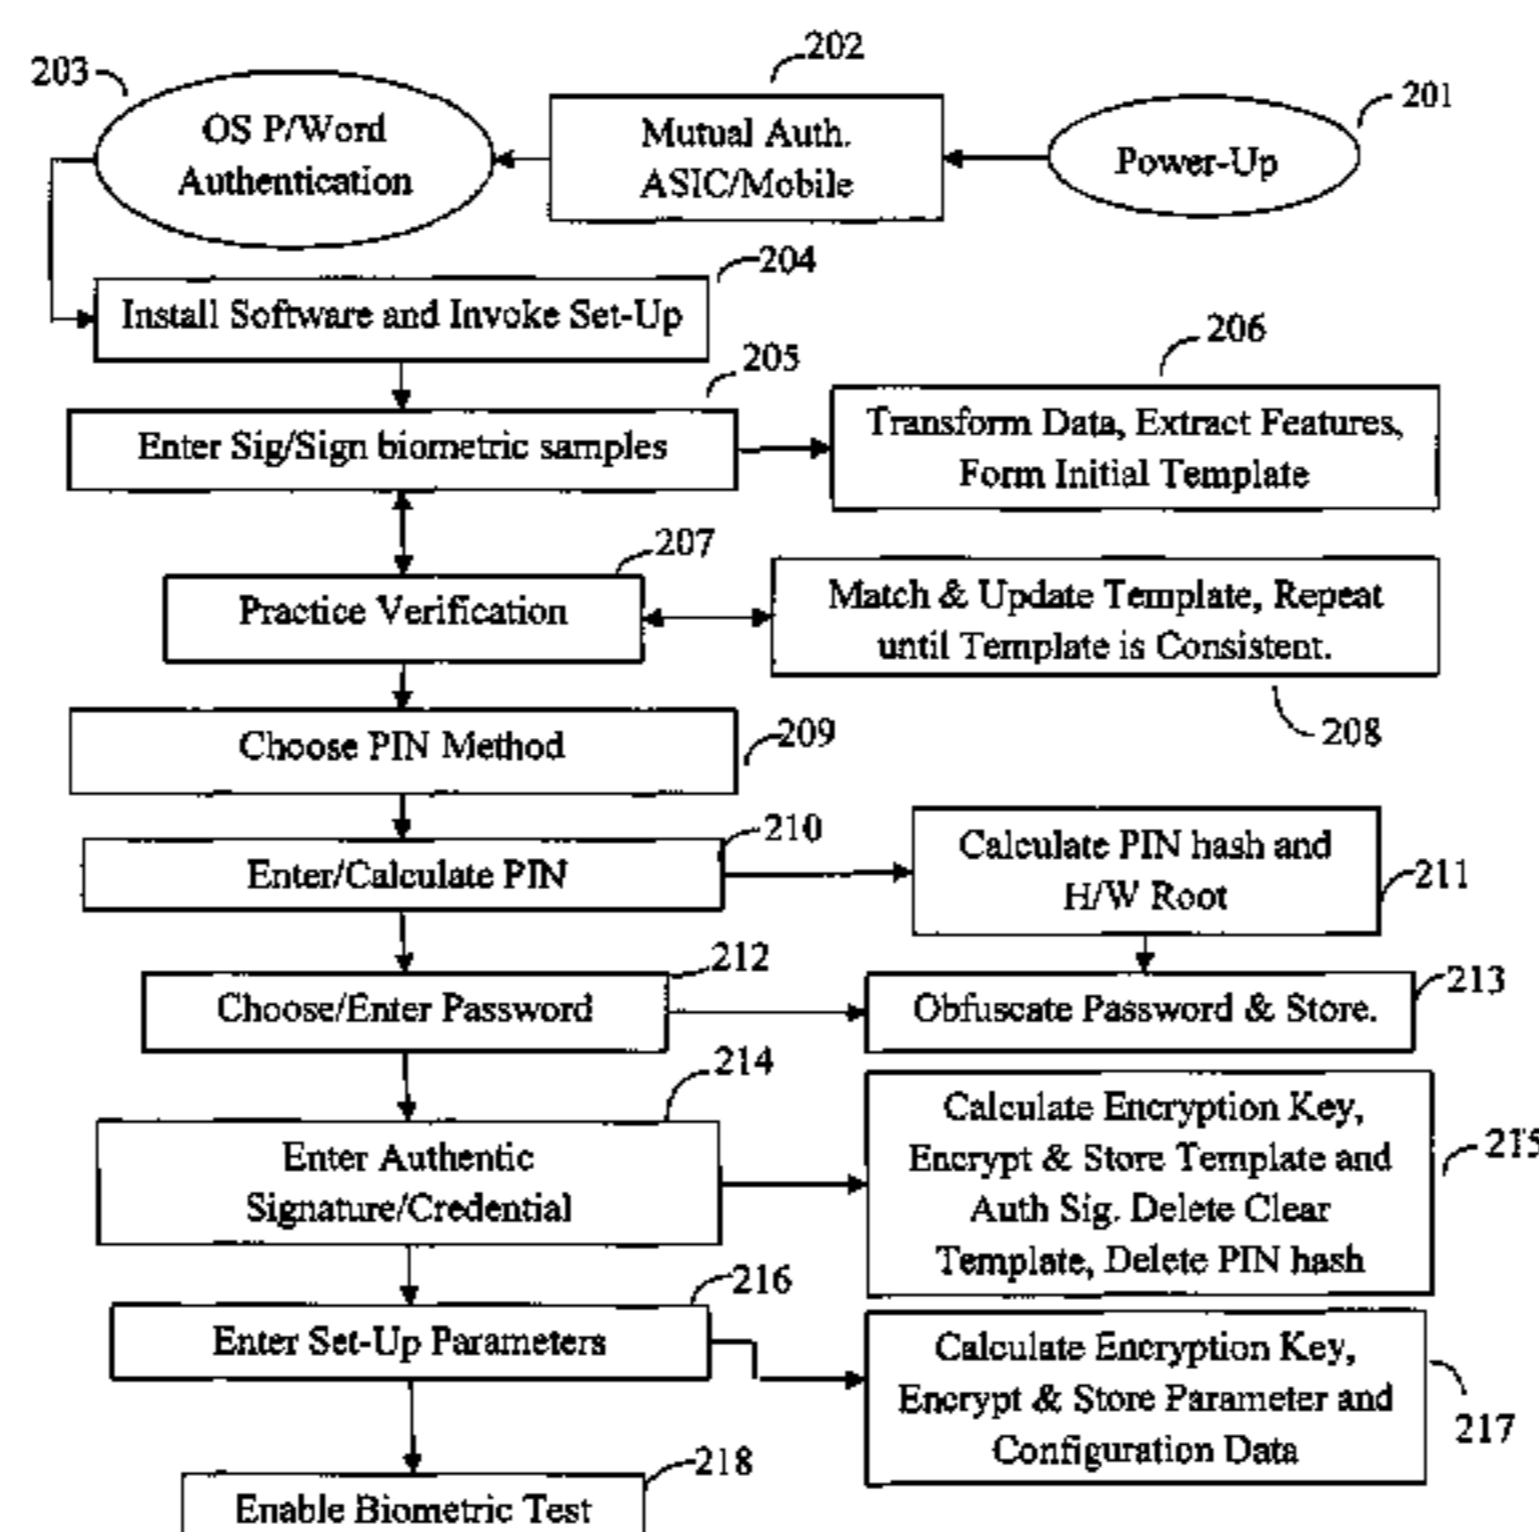 202
203
201
OS P/Word
Authentication
Mutual Auth.
ASIC/Mobile
Power-Up
204
Install Software and Invoke Set-Up
205
206
Enter Sig/Sign biometric samples
Transform Data, Extract Features,
Form Initial Template
207
Practice Verification
Match & Update Template, Repeat
until Template is Consistent.
208
Choose PIN Method
209
210
Enter/Calculate PIN
Calculate PIN hash and
H/W Root
211
212
Choose/Enter Password
Obfuscate Password & Store.
213
214
Enter Authentic
Signature/Credential
Calculate Encryption Key,
Encrypt & Store Template and
Auth Sig. Delete Clear
Template, Delete PIN hash
215
216
Enter Set-Up Parameters
Calculate Encryption Key,
Encrypt & Store Parameter and
Configuration Data
217
218
Enable Biometric Test